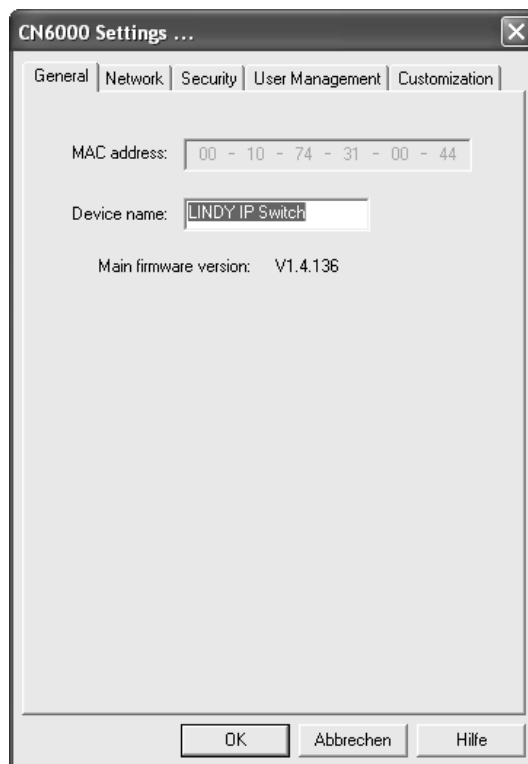 CN6000 Settings ...
General Network Security User Management Customization
MAC address: 00 - 10 - 74 - 31 - 00 - 44
Device name: LINDY IP Switch
Main firmware version: V1.4.136
OK Abbrechen Hilfe